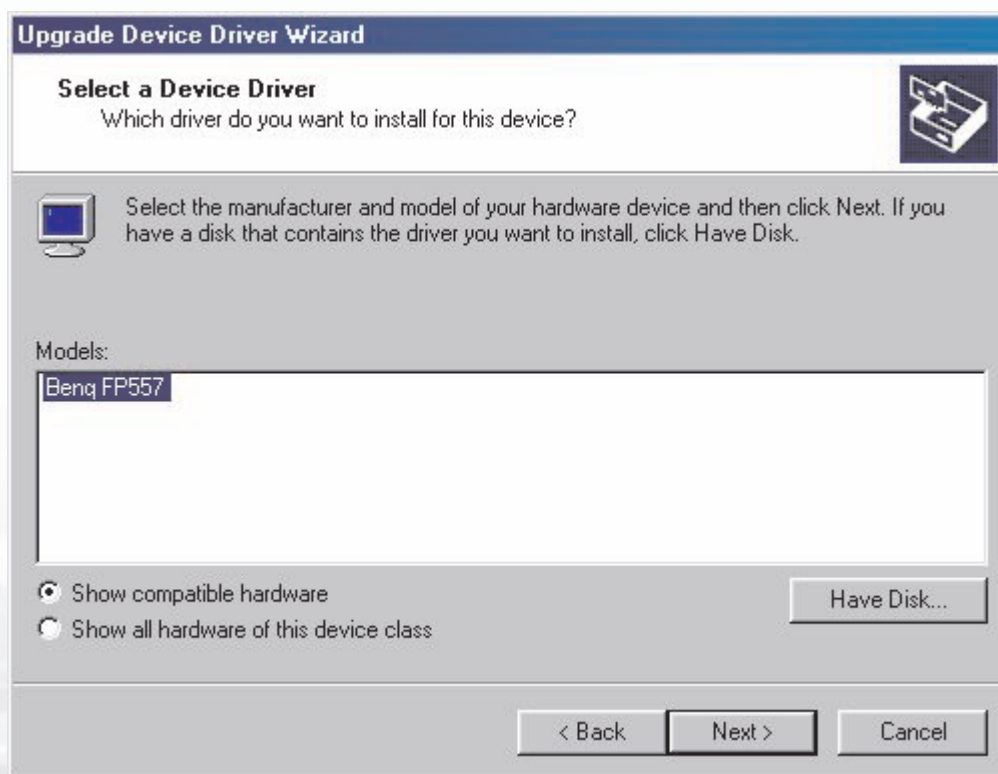 Upgrade Device Driver Wizard
Select a Device Driver
Which driver do you want to install for this device?
Select the manufacturer and model of your hardware device and then click Next. If you
have a disk that contains the driver you want to install, click Have Disk.
Models:
Benq FP557
Show compatible hardware
Have Disk...
Show all hardware of this device class
< Back
Next >
Cancel